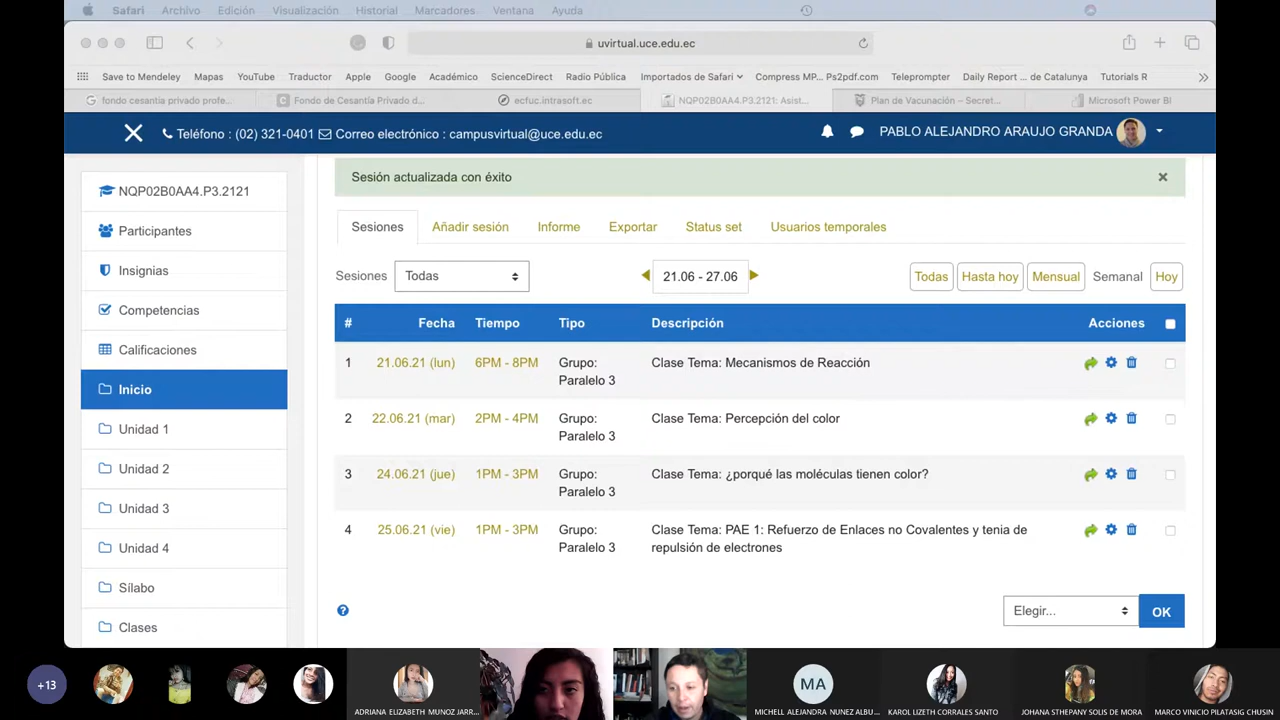 Safari Archivo Edición Visualización Historial Marcadores Ventana Ayuda
uvirtual.uce.edu.ec
Save to Mendeley Mapas YouTube Traductor Apple Google Académico ScienceDirect Radio Pública Importados de Safari Compress MP... Ps2pdf.com Teleprompter Daily Report ... de Catalunya Tutorials R
fondo cesantia privado profe... Fondo de Cesantía Privado d... ecfuc.intrasoft.ec NQP02B0AA4.P3.2121: Asist... Plan de Vacunación – Secret... Microsoft Power BI
Teléfono : (02) 321-0401 Correo electrónico : campusvirtual@uce.edu.ec PABLO ALEJANDRO ARAUJO GRANDA
NQP02B0AA4.P3.2121
Participantes
Insignias
Competencias
Calificaciones
Inicio
Unidad 1
Unidad 2
Unidad 3
Unidad 4
Sílabo
Clases
Sesión actualizada con éxito
Sesiones Añadir sesión Informe Exportar Status set Usuarios temporales
Sesiones Todas 21.06 - 27.06 Todas Hasta hoy Mensual Semanal Hoy
# Fecha Tiempo Tipo Descripción Acciones
1 21.06.21 (lun) 6PM - 8PM Grupo: Clase Tema: Mecanismos de Reacción
Paralelo 3
2 22.06.21 (mar) 2PM - 4PM Grupo: Clase Tema: Percepción del color
Paralelo 3
3 24.06.21 (jue) 1PM - 3PM Grupo: Clase Tema: ¿porqué las moléculas tienen color?
Paralelo 3
4 25.06.21 (vie) 1PM - 3PM Grupo: Clase Tema: PAE 1: Refuerzo de Enlaces no Covalentes y tenia de
Paralelo 3 repulsión de electrones
Elegir... OK
+13 MA
ADRIANA ELIZABETH MUNOZ JARR... MICHELL ALEJANDRA NUNEZ ALBU... KAROL LIZETH CORRALES SANTO JOHANA STHEPANY SOLIS DE MORA MARCO VINICIO PILATASIG CHUSIN